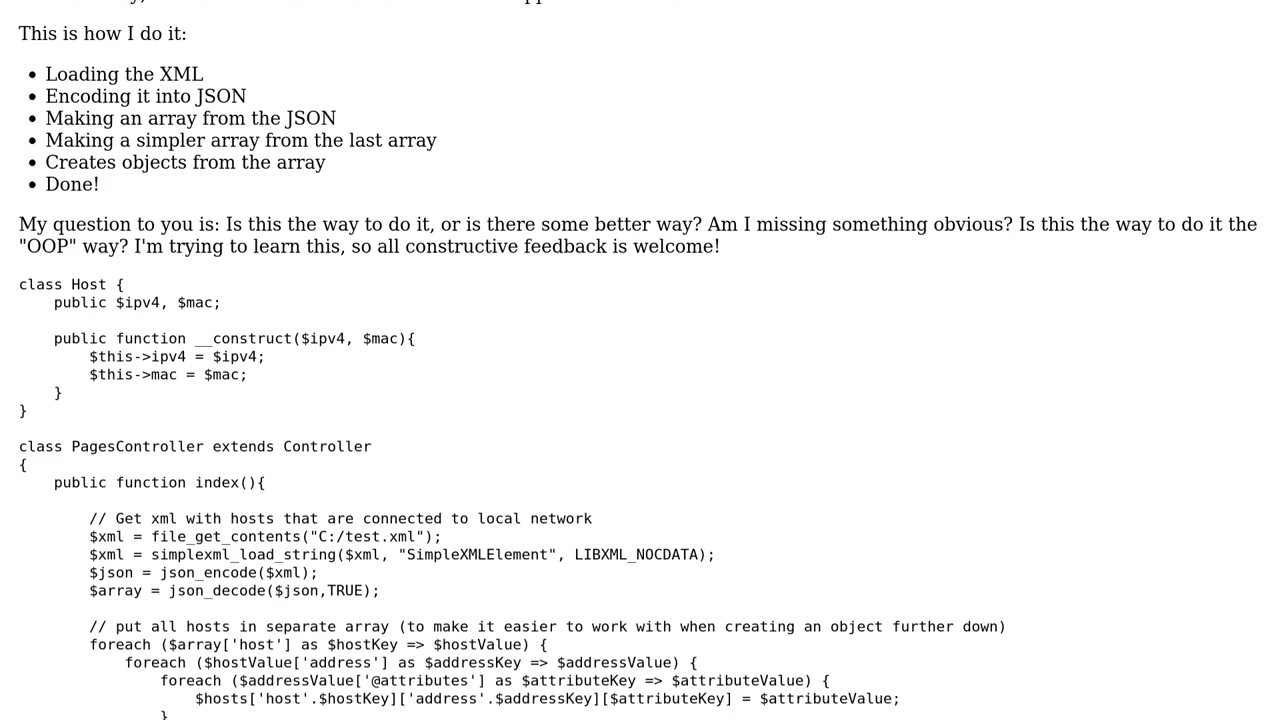 This is how I do it:
• Loading the XML
• Encoding it into JSON
• Making an array from the JSON
• Making a simpler array from the last array
• Creates objects from the array
• Done!
My question to you is: Is this the way to do it, or is there some better way? Am I missing something obvious? Is this the way to do it the
"OOP" way? I'm trying to learn this, so all constructive feedback is welcome!
class Host {
    public $ipv4, $mac;
    public function __construct($ipv4, $mac){
        $this->ipv4 = $ipv4;
        $this->mac = $mac;
    }
}
class PagesController extends Controller
{
    public function index(){
        // Get xml with hosts that are connected to local network
        $xml = file_get_contents("C:/test.xml");
        $xml = simplexml_load_string($xml, "SimpleXMLElement", LIBXML_NOCDATA);
        $json = json_encode($xml);
        $array = json_decode($json,TRUE);
        // put all hosts in separate array (to make it easier to work with when creating an object further down)
        foreach ($array['host'] as $hostKey => $hostValue) {
            foreach ($hostValue['address'] as $addressKey => $addressValue) {
                foreach ($addressValue['@attributes'] as $attributeKey => $attributeValue) {
                    $hosts['host'.$hostKey]['address'.$addressKey][$attributeKey] = $attributeValue;
                }